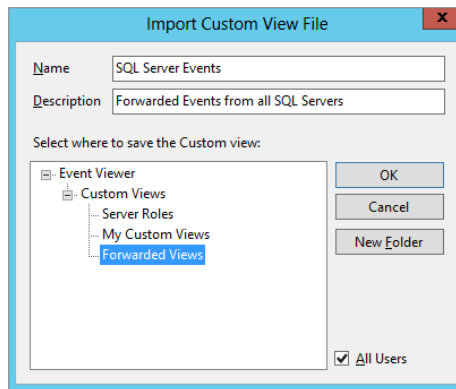 Import Custom View File
x
Name SQL Server Events
Description Forwarded Events from all SQL Servers
Select where to save the Custom view:
Event Viewer
Custom Views
Server Roles
My Custom Views
Forwarded Views
OK
Cancel
New Folder
All Users